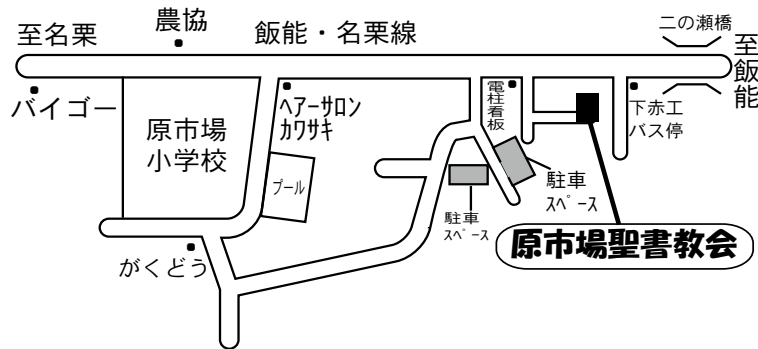 二の瀬橋
至名栗
農協
飯能・名栗線
至飯能
バイゴー
原市場
小学校
ヘアーサロン
カワサキ
電柱看板
下赤工
バス停
プール
駐車
スペース
駐車
スペース
原市場聖書教会
がくどう